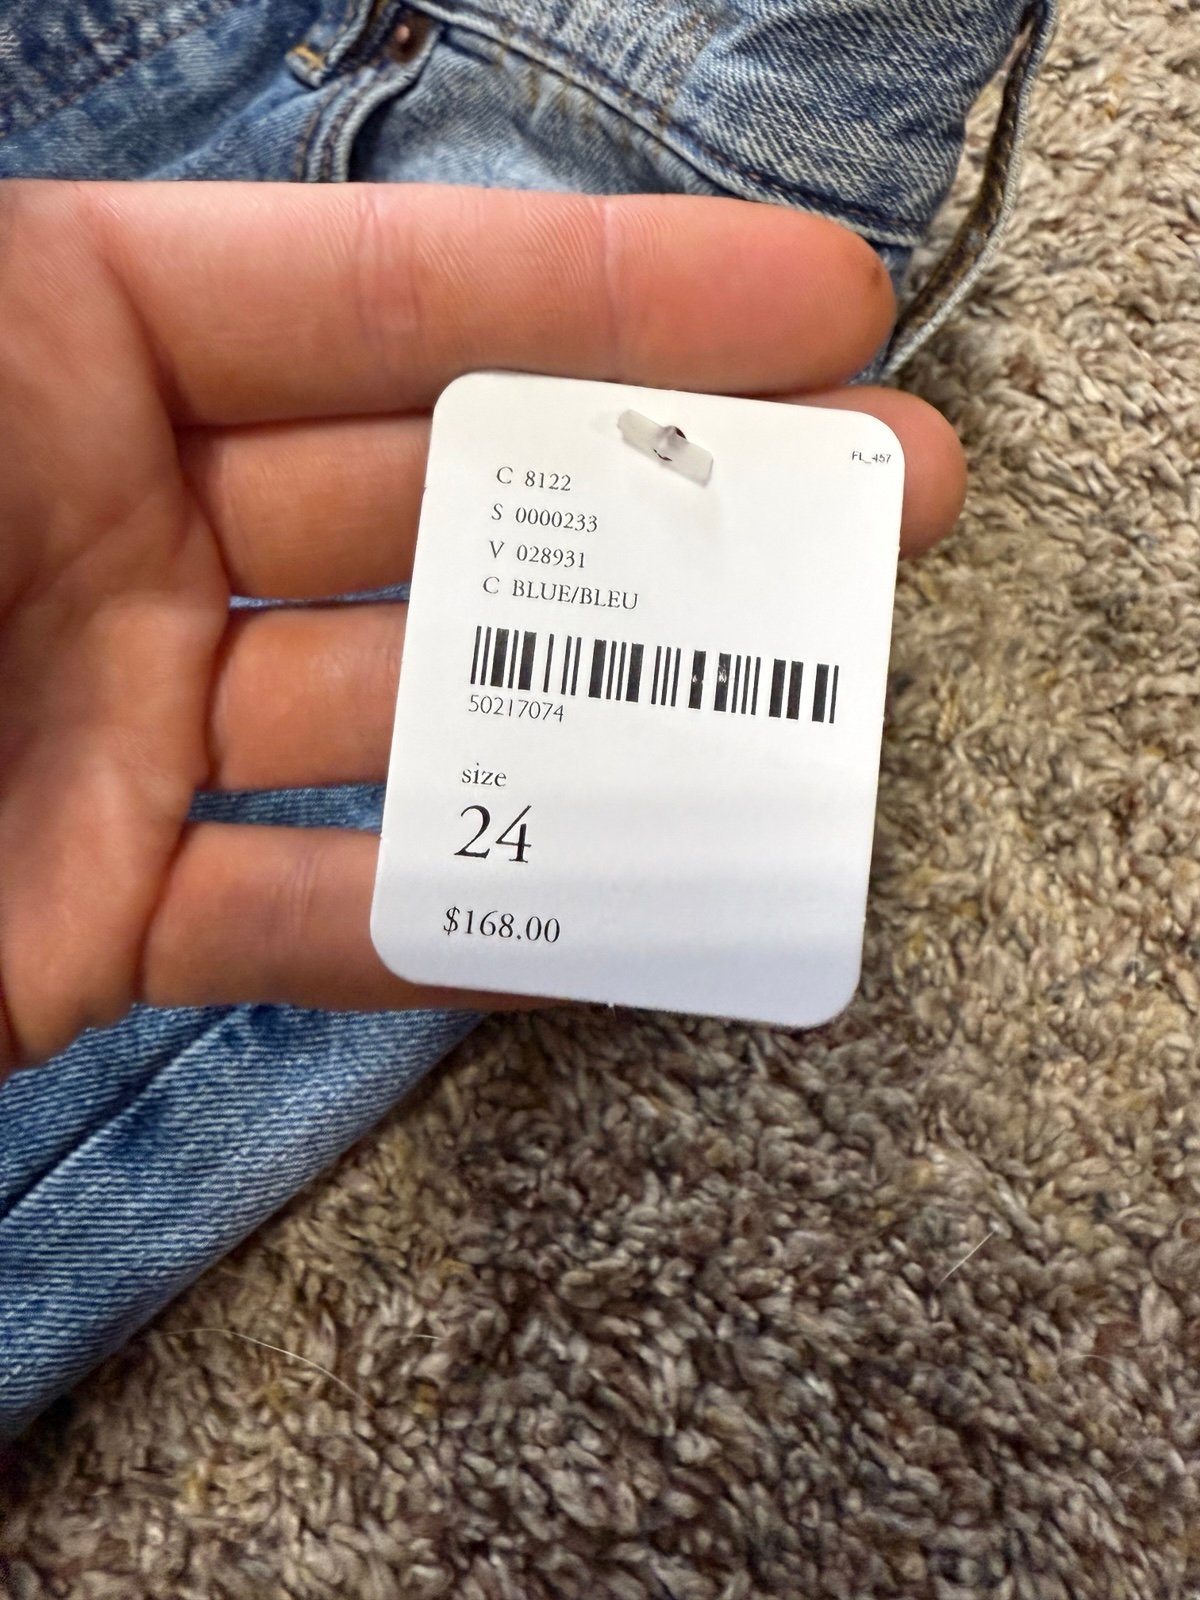 FL_457
C 8122
S 0000233
V 028931
C BLUE/BLEU
50217074
size
24
$168.00